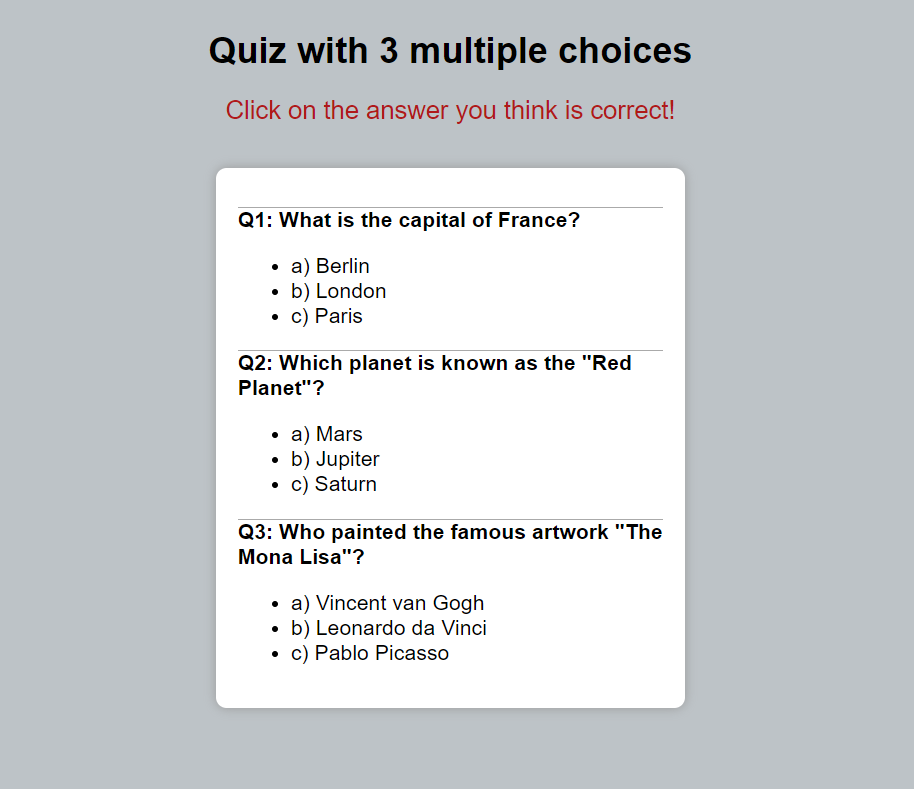 Quiz with 3 multiple choices
Click on the answer you think is correct!
Q1: What is the capital of France?
a) Berlin
b) London
c) Paris
Q2: Which planet is known as the "Red
Planet"?
a) Mars
b) Jupiter
c) Saturn
Q3: Who painted the famous artwork "The
Mona Lisa"?
a) Vincent van Gogh
b) Leonardo da Vinci
c) Pablo Picasso